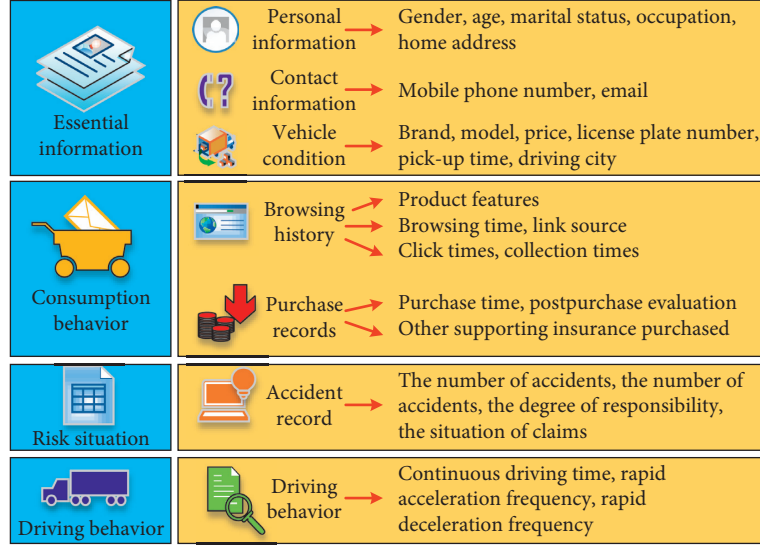 Essential
information
Personal
information
Gender, age, marital status, occupation,
home address
Contact
information
Mobile phone number, email
Vehicle
condition
Brand, model, price, license plate number,
pick-up time, driving city
Consumption
behavior
Browsing
history
Product features
Browsing time, link source
Click times, collection times
Purchase
records
Purchase time, postpurchase evaluation
Other supporting insurance purchased
Risk situation
Accident
record
The number of accidents, the number of
accidents, the degree of responsibility,
the situation of claims
Driving behavior
Driving
behavior
Continuous driving time, rapid
acceleration frequency, rapid
deceleration frequency